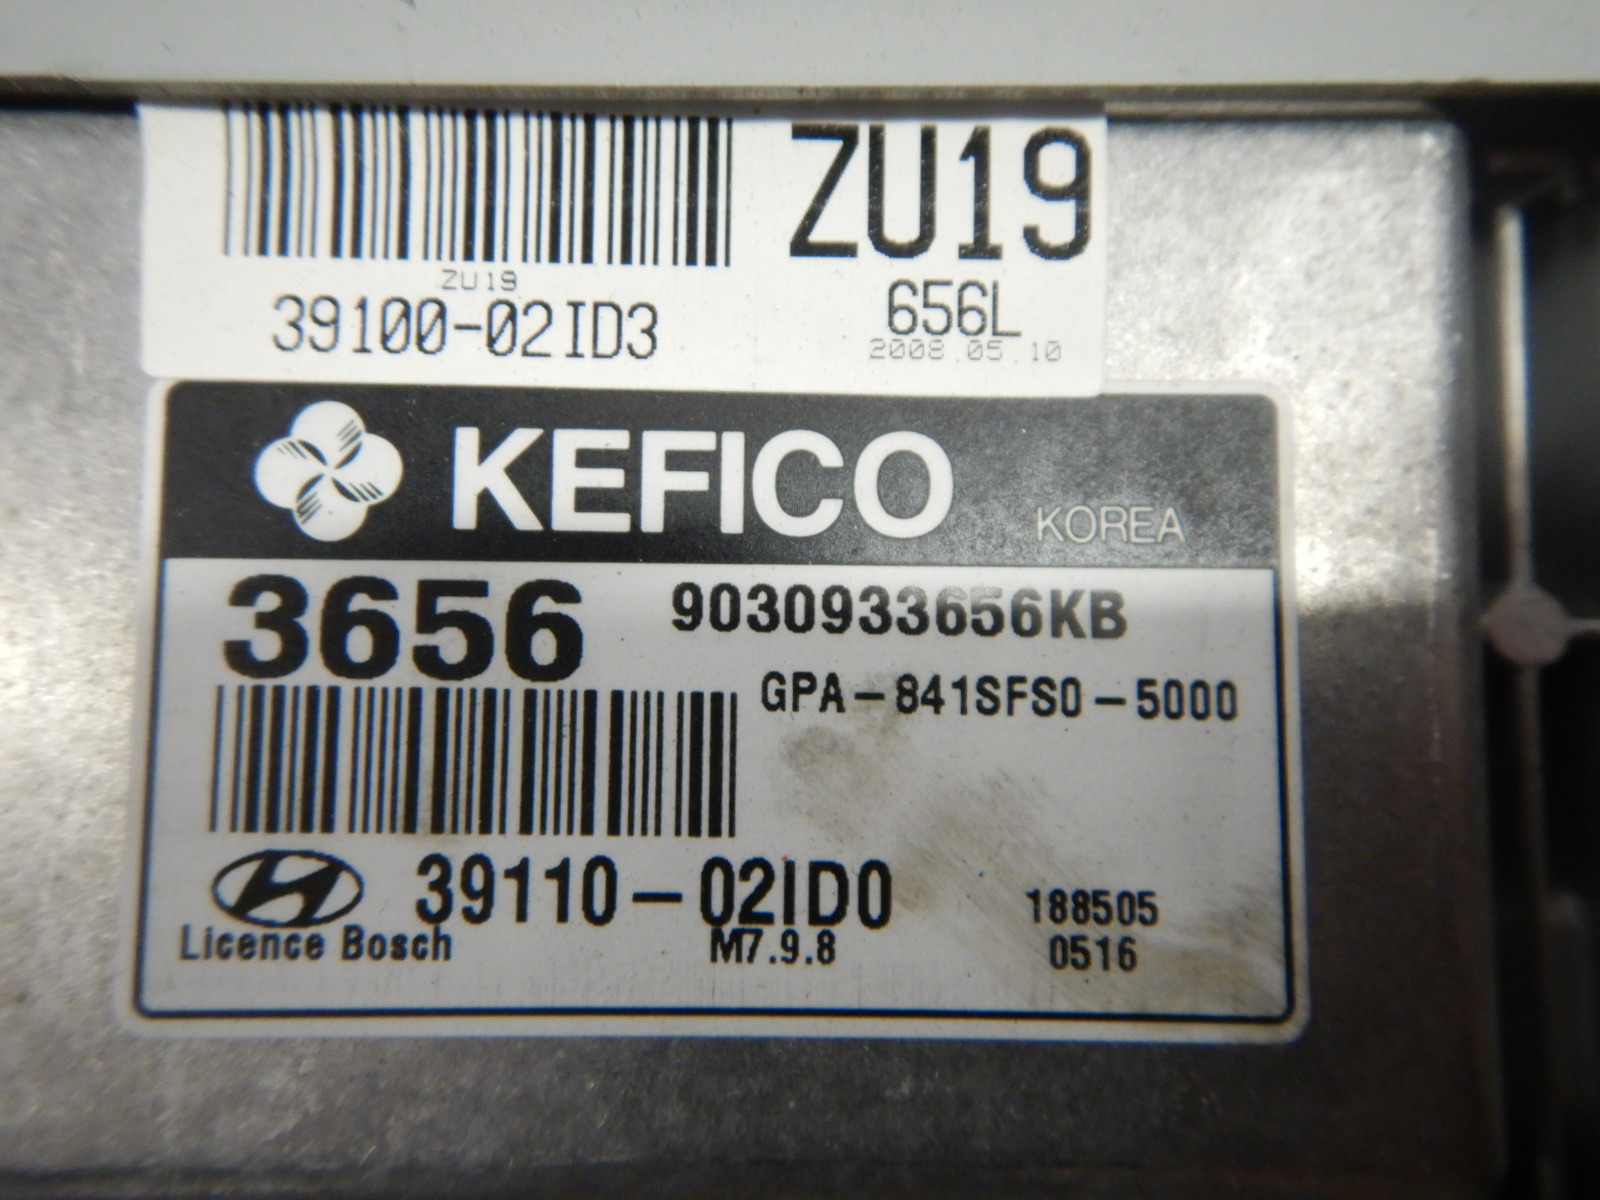 ZU19
ZU19
39100-02ID3
656L
2008.05.10
KEFICO
KOREA
3656
9030933656KB
GPA-841SFS0-5000
39110-02ID0
188505
Licence Bosch
M7.9.8
0516